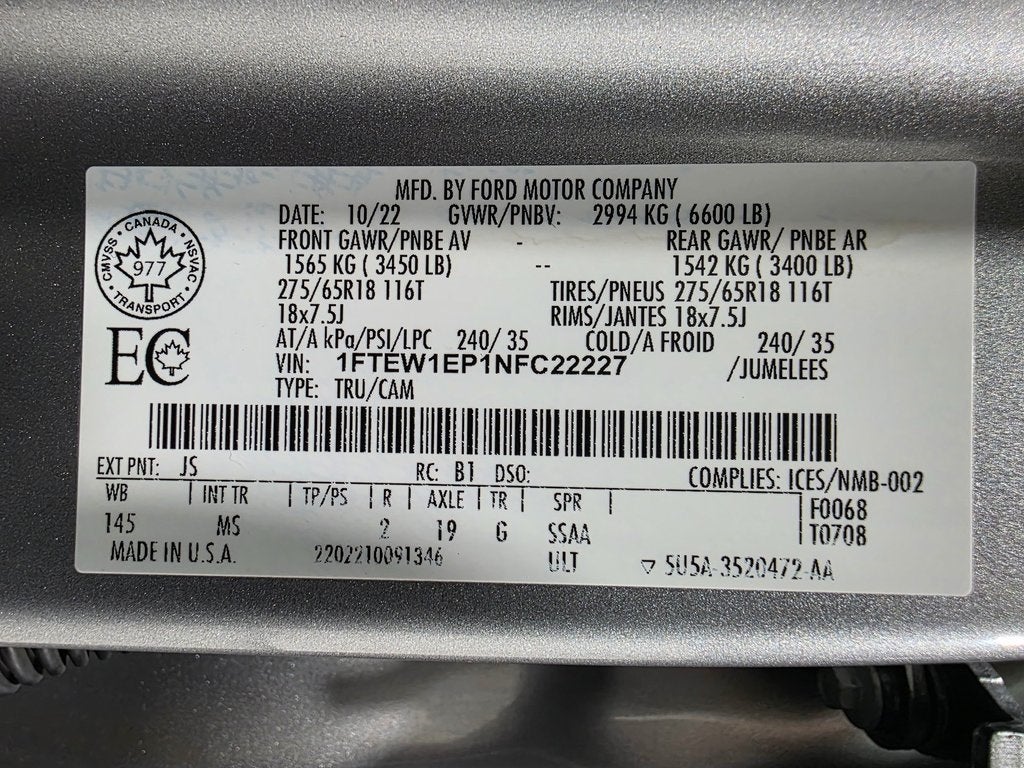 MFD. BY FORD MOTOR COMPANY
DATE: 10/22 GVWR/PNBV: 2994 KG ( 6600 LB)
FRONT GAWR/PNBE AV - REAR GAWR/ PNBE AR
1565 KG ( 3450 LB) -- 1542 KG ( 3400 LB)
275/65R18 116T TIRES/PNEUS 275/65R18 116T
18x7.5J RIMS/JANTES 18x7.5J
AT/A kPa/PSI/LPC 240/ 35 COLD/A FROID 240/ 35
VIN: 1FTEW1EP1NFC22227 /JUMELEES
TYPE: TRU/CAM
CANADA
CMVSS 977 NSVAC
TRANSPORT
EC
EXT PNT: JS RC: B1 DSO: COMPLIES: ICES/NMB-002
WB | INT TR | TP/PS | R | AXLE | TR | SPR | F0068
145 MS 2 19 G SSAA | T0708
MADE IN U.S.A. 2202210091346 ULT ▽ 5U5A-3520472-AA